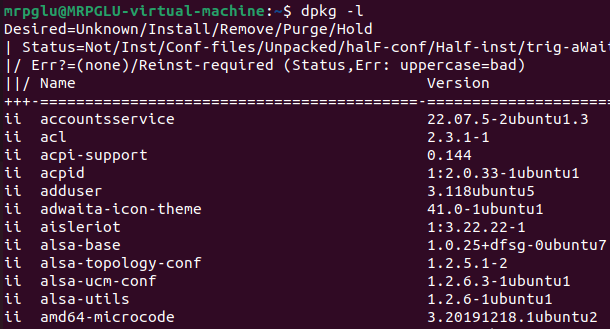 mrpglu@MRPGLU-virtual-machine:~$ dpkg -l
Desired=Unknown/Install/Remove/Purge/Hold
| Status=Not/Inst/Conf-files/Unpacked/halF-conf/Half-inst/trig-aWai
|/ Err?=(none)/Reinst-required (Status,Err: uppercase=bad)
||/ Name Version
+++-==========================================-====================
ii accountsservice 22.07.5-2ubuntu1.3
ii acl 2.3.1-1
ii acpi-support 0.144
ii acpid 1:2.0.33-1ubuntu1
ii adduser 3.118ubuntu5
ii adwaita-icon-theme 41.0-1ubuntu1
ii aisleriot 1:3.22.22-1
ii alsa-base 1.0.25+dfsg-0ubuntu7
ii alsa-topology-conf 1.2.5.1-2
ii alsa-ucm-conf 1.2.6.3-1ubuntu1
ii alsa-utils 1.2.6-1ubuntu1
ii amd64-microcode 3.20191218.1ubuntu2